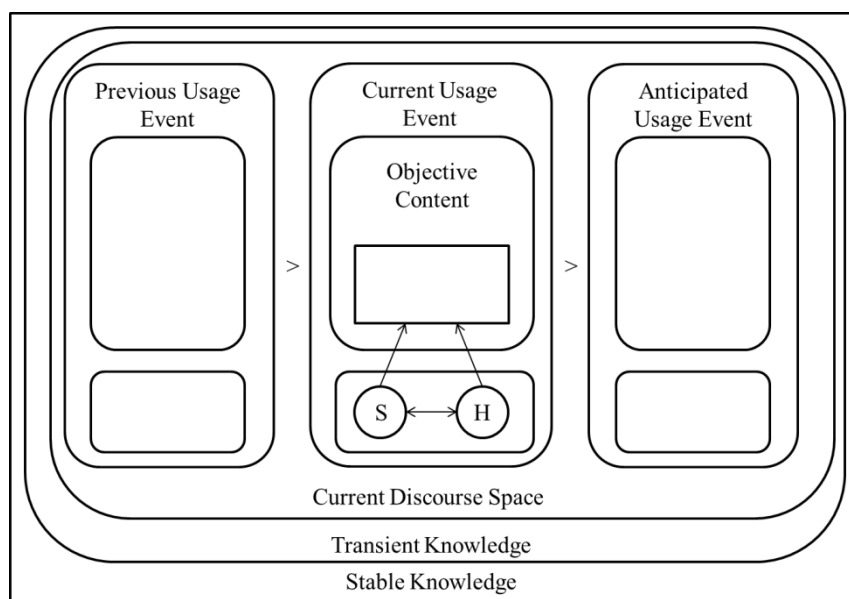 Previous Usage
Event
Current Usage
Event
Anticipated
Usage Event
Objective
Content
>
>
S
H
Current Discourse Space
Transient Knowledge
Stable Knowledge